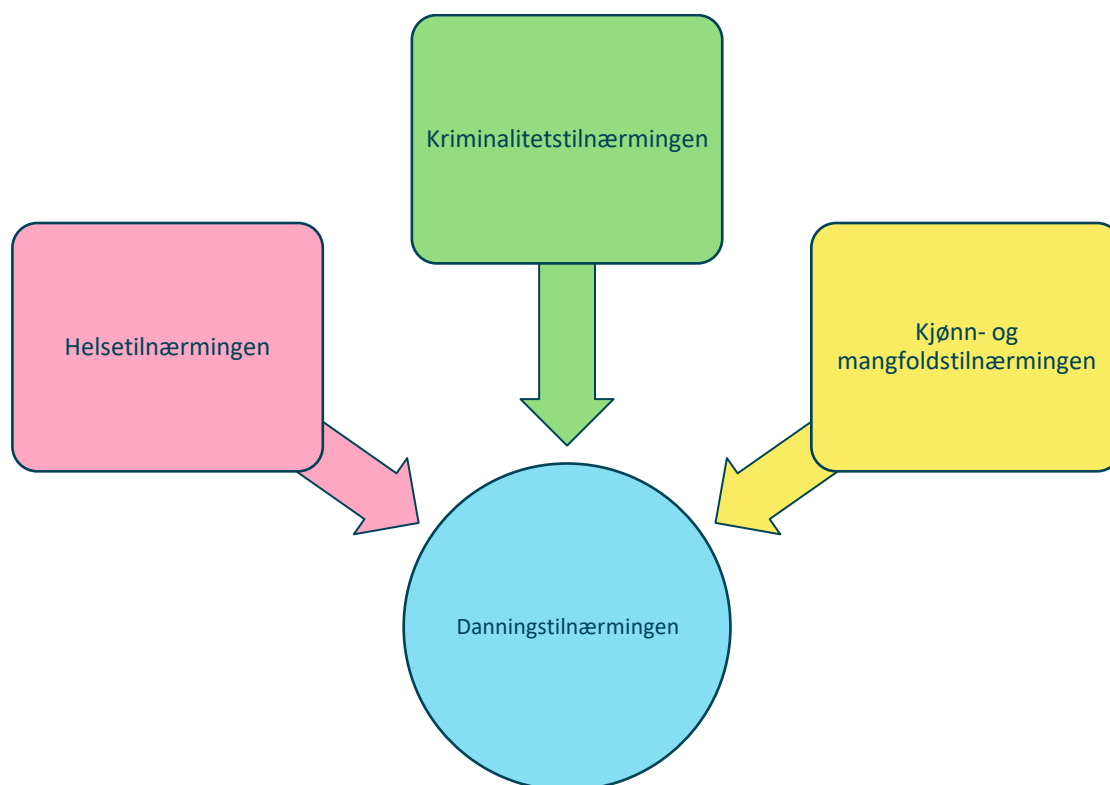 Kriminalitetstilnærmingen
Helsetilnærmingen
Kjønn- og
mangfoldstilnærmingen
Danningstilnærmingen